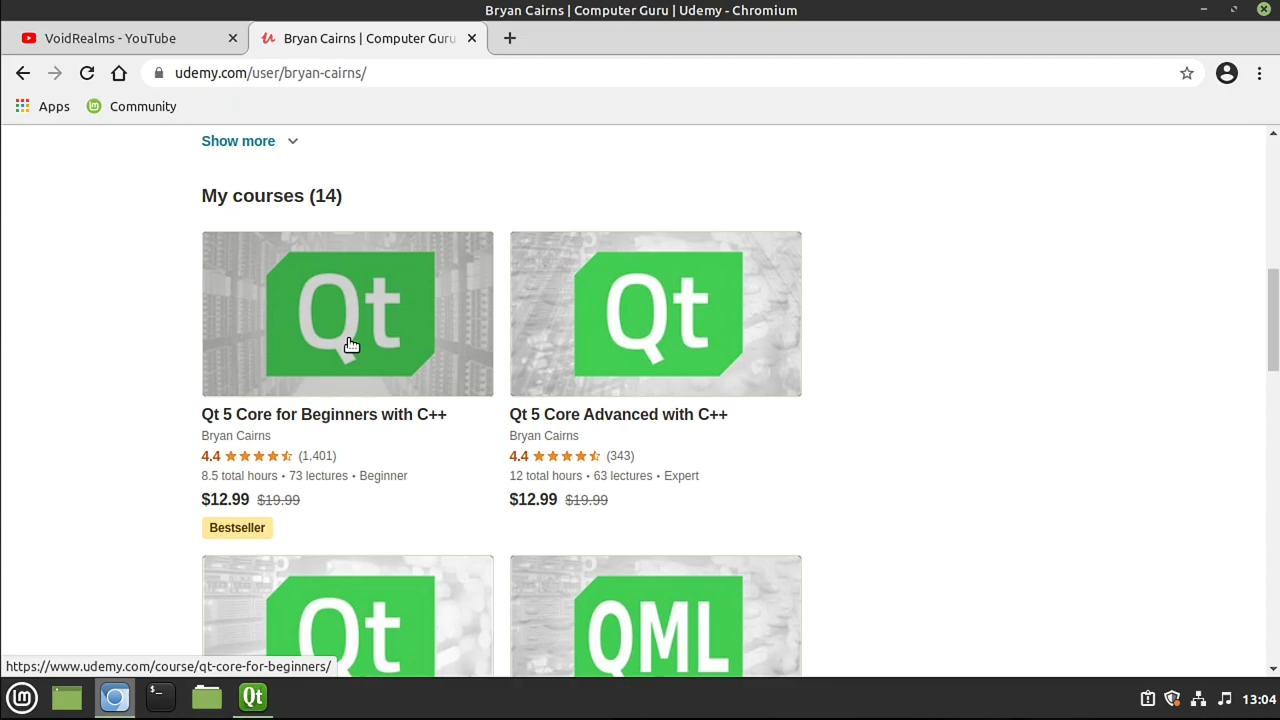 Bryan Cairns | Computer Guru | Udemy - Chromium
VoidRealms - YouTube
Bryan Cairns | Computer Guru
udemy.com/user/bryan-cairns/
Apps
Community
Show more
My courses (14)
Qt
Qt
Qt 5 Core for Beginners with C++
Bryan Cairns
4.4 (1,401)
8.5 total hours • 73 lectures • Beginner
$12.99 $19.99
Bestseller
Qt 5 Core Advanced with C++
Bryan Cairns
4.4 (343)
12 total hours • 63 lectures • Expert
$12.99 $19.99
Qt
QML
https://www.udemy.com/course/qt-core-for-beginners/
Qt
13:04